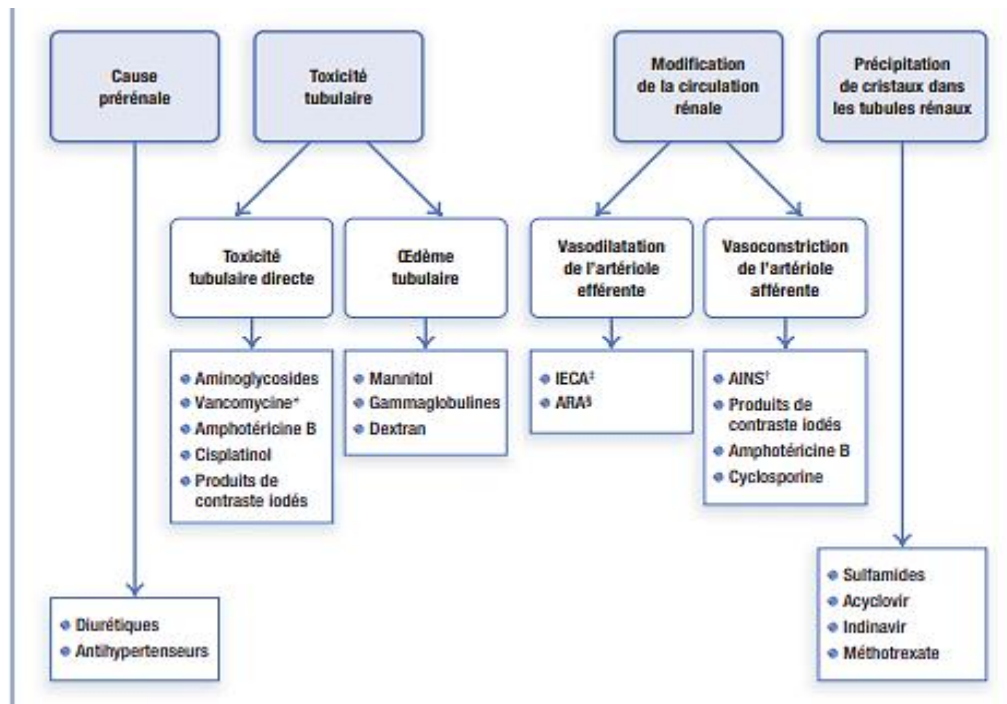 Cause
prérénale
Toxicité
tubulaire
Modification
de la circulation
rénale
Précipitation
de cristaux dans
les tubules rénaux
Toxicité
tubulaire directe
Œdème
tubulaire
Vasodilatation
de l'artériole
efférente
Vasoconstriction
de l'artériole
afférente
Aminoglycosides
Vancomycine*
Amphotéricine B
Cisplatinol
Produits de
contraste iodés
Mannitol
Gammaglobulines
Dextran
IECA‡
ARA§
AINS†
Produits de
contraste iodés
Amphotéricine B
Cyclosporine
Diurétiques
Antihypertenseurs
Sulfamides
Acyclovir
Indinavir
Méthotrexate